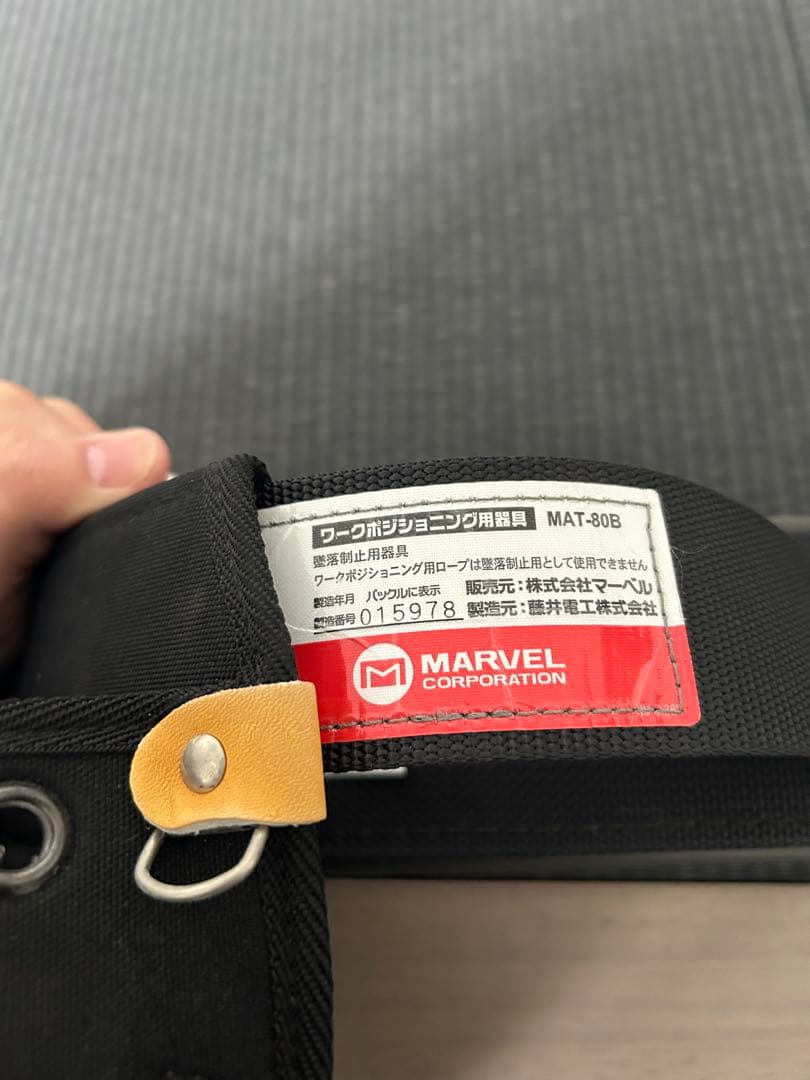 ワークポジショニング用器具 MAT-80B
墜落制止用器具
ワークポジショニング用ロープは墜落制止用として使用できません
製造年月 バックルに表示 販売元:株式会社マーベル
製造番号 015978 製造元:藤井電工株式会社
M MARVEL
CORPORATION